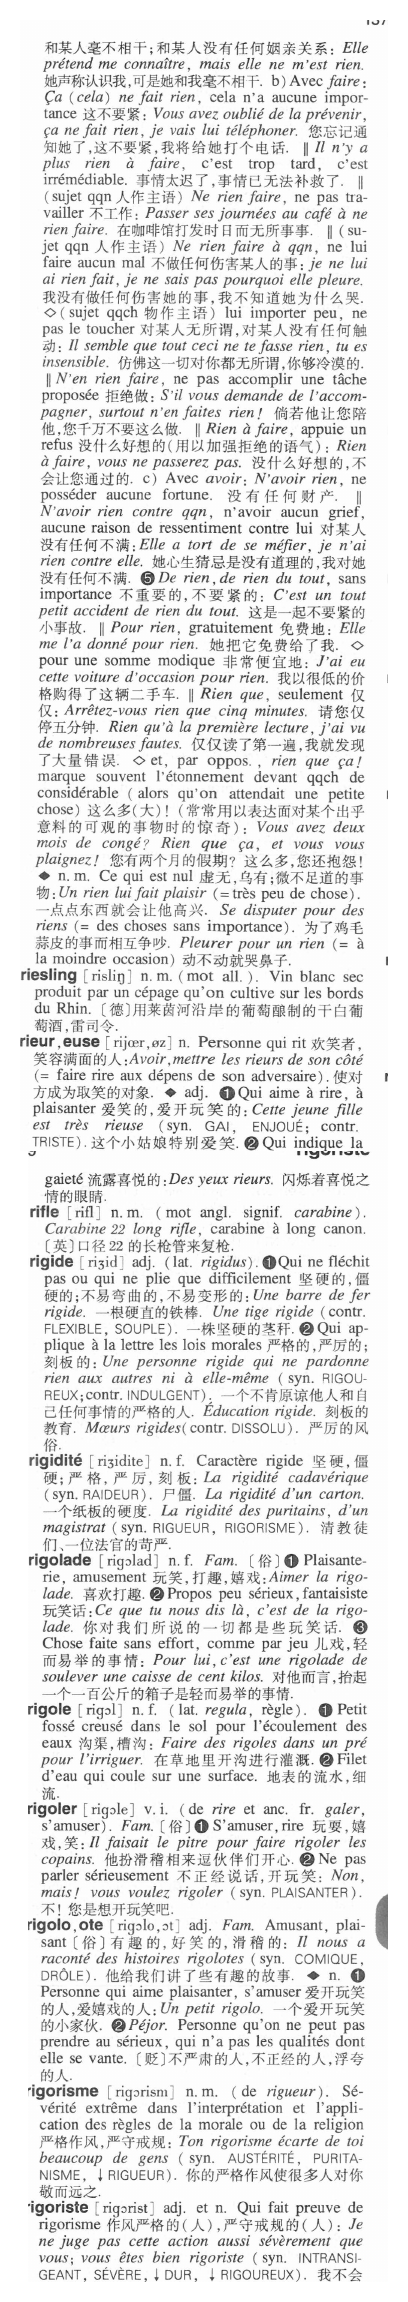 和某人毫不相干;和某人没有任何姻亲关系: Elle
prétend me connaître, mais elle ne m'est rien.
她声称认识我,可是她和我毫不相干. b) Avec faire:
Ça (cela) ne fait rien, cela n'a aucune impor-
tance 这不要紧: Vous avez oublié de la prévenir,
ça ne fait rien, je vais lui téléphoner. 您忘记通
知她了,这不要紧,我将给她打个电话. ‖ Il n'y a
plus rien à faire, c'est trop tard, c'est
irrémédiable. 事情太迟了,事情已无法补救了. ‖
(sujet qqn 人作主语) Ne rien faire, ne pas tra-
vailler 不工作: Passer ses journées au café à ne
rien faire. 在咖啡馆打发时日而无所事事. ‖ (su-
jet qqn 人作主语) Ne rien faire à qqn, ne lui
faire aucun mal 不做任何伤害某人的事: je ne lui
ai rien fait, je ne sais pas pourquoi elle pleure.
我没有做任何伤害她的事,我不知道她为什么哭.
◇ (sujet qqch 物作主语) lui importer peu, ne
pas le toucher 对某人无所谓,对某人没有任何触
动: Il semble que tout ceci ne te fasse rien, tu es
insensible. 仿佛这一切对你都无所谓,你够冷漠的.
‖ N'en rien faire, ne pas accomplir une tâche
proposée 拒绝做: S'il vous demande de l'accom-
pagner, surtout n'en faites rien! 倘若他让您陪
他,您千万不要这么做. ‖ Rien à faire, appuie un
refus 没什么好想的(用以加强拒绝的语气): Rien
à faire, vous ne passerez pas. 没什么好想的,不
会让您通过的. c) Avec avoir: N'avoir rien, ne
posséder aucune fortune. 没有任何财产. ‖
N'avoir rien contre qqn, n'avoir aucun grief,
aucune raison de ressentiment contre lui 对某人
没有任何不满: Elle a tort de se méfier, je n'ai
rien contre elle. 她心生猜忌是没有道理的,我对她
没有任何不满. ❺ De rien, de rien du tout, sans
importance 不重要的,不要紧的: C'est un tout
petit accident de rien du tout. 这是一起不要紧的
小事故. ‖ Pour rien, gratuitement 免费地: Elle
me l'a donné pour rien. 她把它免费给了我. ◇
pour une somme modique 非常便宜地: J'ai eu
cette voiture d'occasion pour rien. 我以很低的价
格购得了这辆二手车. ‖ Rien que, seulement 仅
仅: Arrêtez-vous rien que cinq minutes. 请您仅
停五分钟. Rien qu'à la première lecture, j'ai vu
de nombreuses fautes. 仅仅读了第一遍,我就发现
了大量错误. ◇ et, par oppos., rien que ça!
marque souvent l'étonnement devant qqch de
considérable (alors qu'on attendait une petite
chose) 这么多(大)! (常常用以表达面对某个出乎
意料的可观的事物时的惊奇): Vous avez deux
mois de congé? Rien que ça, et vous vous
plaignez! 您有两个月的假期? 这么多,您还抱怨!
◆ n. m. Ce qui est nul 虚无,乌有;微不足道的事
物: Un rien lui fait plaisir (= très peu de chose).
一点点东西就会让他高兴. Se disputer pour des
riens (= des choses sans importance). 为了鸡毛
蒜皮的事而相互争吵. Pleurer pour un rien (= à
la moindre occasion) 动不动就哭鼻子.
riesling [risliŋ] n. m. (mot all.). Vin blanc sec
produit par un cépage qu'on cultive sur les bords
du Rhin. 〔德〕用莱茵河沿岸的葡萄酿制的干白葡
萄酒,雷司令.
rieur, euse [rijœr,øz] n. Personne qui rit 欢笑者,
笑容满面的人: Avoir, mettre les rieurs de son côté
(= faire rire aux dépens de son adversaire). 使对
方成为取笑的对象. ◆ adj. ❶ Qui aime à rire, à
plaisanter 爱笑的,爱开玩笑的: Cette jeune fille
est très rieuse (syn. GAI, ENJOUÉ; contr.
TRISTE). 这个小姑娘特别爱笑. ❷ Qui indique la
rigoriste
gaieté 流露喜悦的: Des yeux rieurs. 闪烁着喜悦之
情的眼睛.
rifle [rifl] n. m. (mot angl. signif. carabine).
Carabine 22 long rifle, carabine à long canon.
〔英〕口径 22 的长枪管来复枪.
rigide [riʒid] adj. (lat. rigidus). ❶ Qui ne fléchit
pas ou qui ne plie que difficilement 坚硬的,僵
硬的;不易弯曲的,不易变形的: Une barre de fer
rigide. 一根硬直的铁棒. Une tige rigide (contr.
FLEXIBLE, SOUPLE). 一株坚硬的茎秆. ❷ Qui ap-
plique à la lettre les lois morales 严格的,严厉的;
刻板的: Une personne rigide qui ne pardonne
rien aux autres ni à elle-même (syn. RIGOU-
REUX; contr. INDULGENT). 一个不肯原谅他人和自
己任何事情的严格的人. Éducation rigide. 刻板的
教育. Mœurs rigides (contr. DISSOLU). 严厉的风
俗.
rigidité [riʒidite] n. f. Caractère rigide 坚硬,僵
硬;严格,严厉,刻板: La rigidité cadavérique
(syn. RAIDEUR). 尸僵. La rigidité d'un carton.
一个纸板的硬度. La rigidité des puritains, d'un
magistrat (syn. RIGUEUR, RIGORISME). 清教徒
们、一位法官的苛严.
rigolade [rigɔlad] n. f. Fam. 〔俗〕❶ Plaisante-
rie, amusement 玩笑,打趣,嬉戏: Aimer la rigo-
lade. 喜欢打趣. ❷ Propos peu sérieux, fantaisiste
玩笑话: Ce que tu nous dis là, c'est de la rigo-
lade. 你对我们所说的一切都是些玩笑话. ❸
Chose faite sans effort, comme par jeu 儿戏,轻
而易举的事情: Pour lui, c'est une rigolade de
soulever une caisse de cent kilos. 对他而言,抬起
一个一百公斤的箱子是轻而易举的事情.
rigole [rigɔl] n. f. (lat. regula, règle). ❶ Petit
fossé creusé dans le sol pour l'écoulement des
eaux 沟渠,槽沟: Faire des rigoles dans un pré
pour l'irriguer. 在草地里开沟进行灌溉. ❷ Filet
d'eau qui coule sur une surface. 地表的流水,细
流.
rigoler [rigɔle] v. i. (de rire et anc. fr. galer,
s'amuser). Fam. 〔俗〕❶ S'amuser, rire 玩耍,嬉
戏,笑: Il faisait le pitre pour faire rigoler les
copains. 他扮滑稽相来逗伙伴们开心. ❷ Ne pas
parler sérieusement 不正经说话,开玩笑: Non,
mais! vous voulez rigoler (syn. PLAISANTER).
不! 您是想开玩笑吧.
rigolo, ote [rigɔlo,ɔt] adj. Fam. Amusant, plai-
sant 〔俗〕有趣的,好笑的,滑稽的: Il nous a
raconté des histoires rigolotes (syn. COMIQUE,
DRÔLE). 他给我们讲了些有趣的故事. ◆ n. ❶
Personne qui aime plaisanter, s'amuser 爱开玩笑
的人,爱嬉戏的人: Un petit rigolo. 一个爱开玩笑
的小家伙. ❷ Péjor. Personne qu'on ne peut pas
prendre au sérieux, qui n'a pas les qualités dont
elle se vante. 〔贬〕不严肃的人,不正经的人,浮夸
的人.
rigorisme [rigɔrism] n. m. (de rigueur). Sé-
vérité extrême dans l'interprétation et l'appli-
cation des règles de la morale ou de la religion
严格作风,严守戒规: Ton rigorisme écarte de toi
beaucoup de gens (syn. AUSTÉRITÉ, PURITA-
NISME, ↓ RIGUEUR). 你的严格作风使很多人对你
敬而远之.
rigoriste [rigɔrist] adj. et n. Qui fait preuve de
rigorisme 作风严格的(人),严守戒规的(人): Je
ne juge pas cette action aussi sévèrement que
vous; vous êtes bien rigoriste (syn. INTRANSI-
GEANT, SÉVÈRE, ↓ DUR, ↓ RIGOUREUX). 我不会